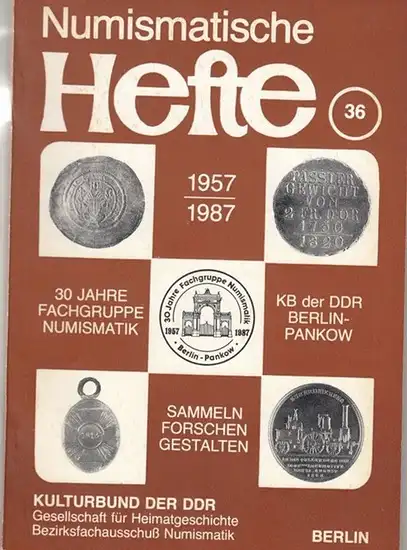 Numismatische
Hefte
36
1957
1987
PASSIER
GEWICHT
VON
2 FR. D'OR
1730
1820
30 JAHRE
FACHGRUPPE
NUMISMATIK
30 Jahre Fachgruppe Numismatik
1957
1987
• Berlin-Pankow •
KB der DDR
BERLIN-
PANKOW
SAMMELN
FORSCHEN
GESTALTEN
KULTURBUND DER DDR
Gesellschaft für Heimatgeschichte
Bezirksfachausschuß Numismatik
BERLIN